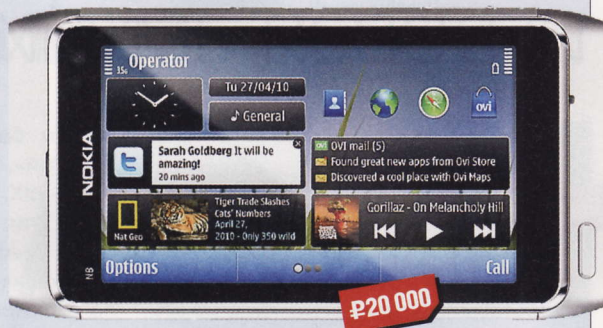 3.5G Operator
Tu 27/04/10
General
ovi
Sarah Goldberg It will be
amazing!
20 mins ago
OVI mail (5)
Found great new apps from Ovi Store
Discovered a cool place with Ovi Maps
Nat Geo
Tiger Trade Slashes
Cats' Numbers
April 27,
2010 - Only 350 wild
Gorillaz - On Melancholy Hill
Options
Call
NOKIA
N8
₽20 000